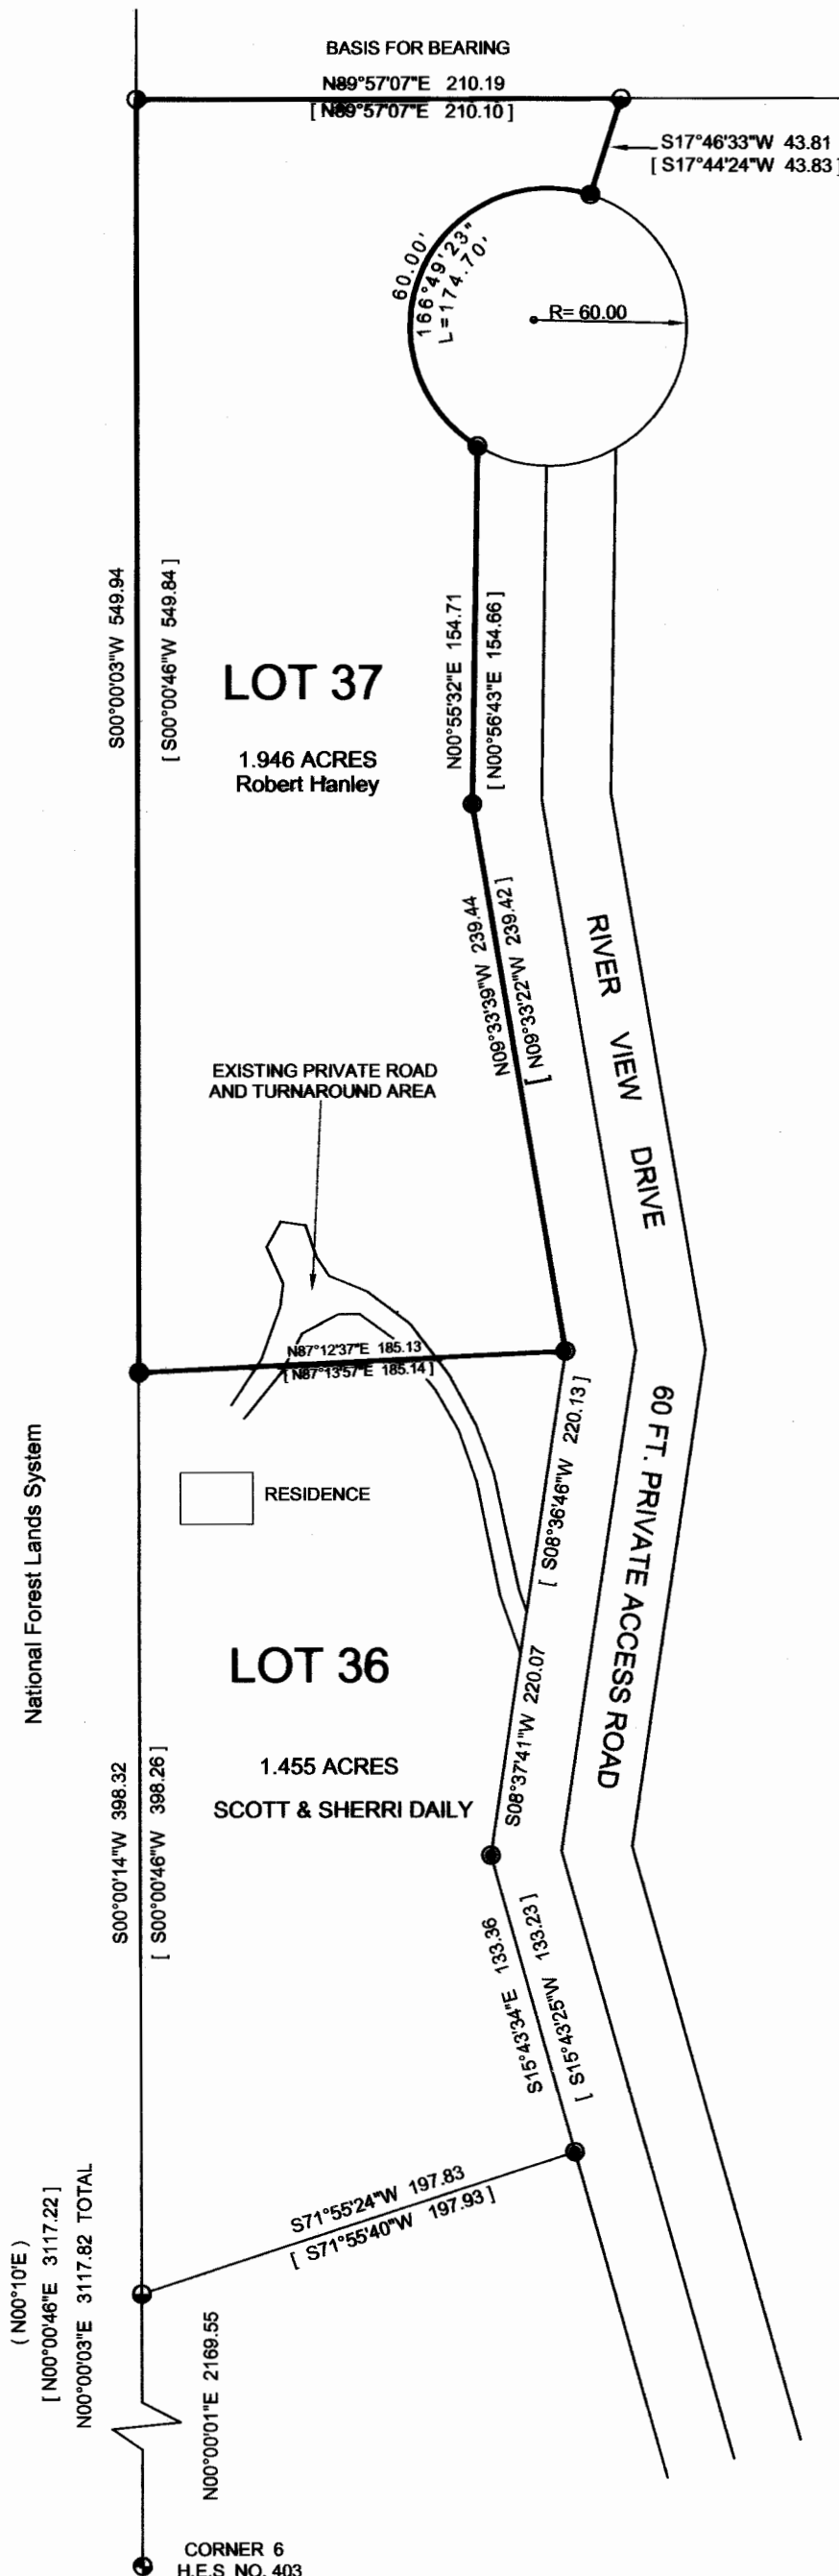 BASIS FOR BEARING
N89°57'07"E 210.19
[ N89°57'07"E 210.10 ]
S17°46'33"W 43.81
[ S17°44'24"W 43.83 ]
60.00'
166°49'23"
L=174.70'
R= 60.00
S00°00'03"W 549.94
[ S00°00'46"W 549.84 ]
LOT 37
1.946 ACRES
Robert Hanley
N00°55'32"E 154.71
[ N00°56'43"E 154.66 ]
N09°33'39"W 239.44
[ N09°33'22"W 239.42 ]
RIVER VIEW DRIVE
EXISTING PRIVATE ROAD
AND TURNAROUND AREA
N87°12'37"E 185.13
[ N87°13'57"E 185.14 ]
[ S08°36'46"W 220.13 ]
S08°37'41"W 220.07
60 FT. PRIVATE ACCESS ROAD
National Forest Lands System
RESIDENCE
LOT 36
1.455 ACRES
SCOTT & SHERRI DAILY
S00°00'14"W 398.32
[ S00°00'46"W 398.26 ]
S15°43'34"E 133.36
[ S15°43'25"W 133.23 ]
S71°55'24"W 197.83
[ S71°55'40"W 197.93 ]
( N00°10'E )
[ N00°00'46"E 3117.22 ]
N00°00'03"E 3117.82 TOTAL
N00°00'01"E 2169.55
CORNER 6
H.E.S. NO. 403